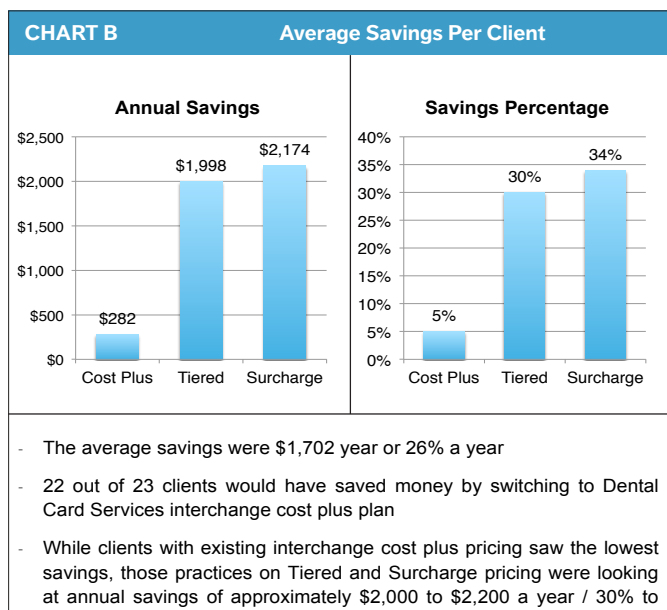 CHART B Average Savings Per Client
Annual Savings
$2,500
$2,000
$1,500
$1,000
$500
$0
$282
$1,998
$2,174
Cost Plus Tiered Surcharge
Savings Percentage
40%
35%
30%
25%
20%
15%
10%
5%
0%
5%
30%
34%
Cost Plus Tiered Surcharge
- The average savings were $1,702 year or 26% a year
- 22 out of 23 clients would have saved money by switching to Dental
Card Services interchange cost plus plan
- While clients with existing interchange cost plus pricing saw the lowest
savings, those practices on Tiered and Surcharge pricing were looking
at annual savings of approximately $2,000 to $2,200 a year / 30% to